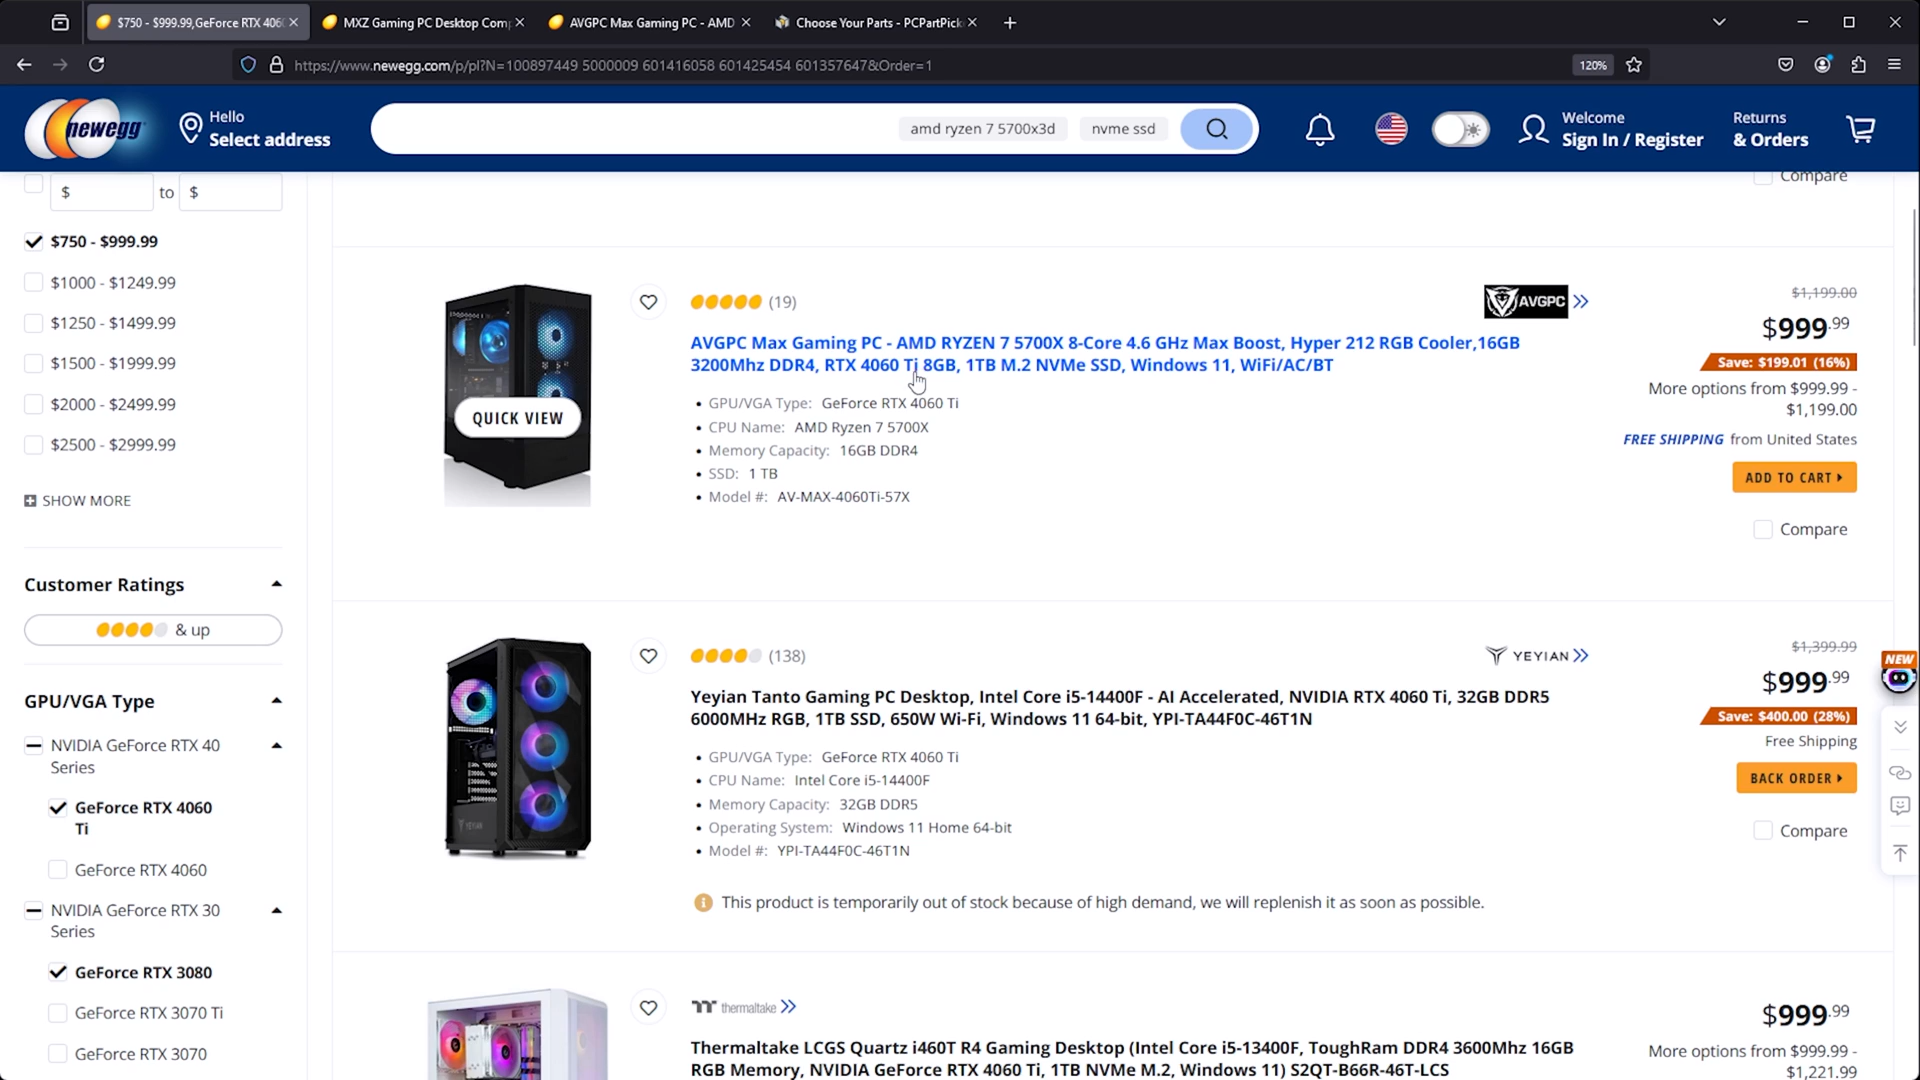 $750 - $999.99,GeForce RTX 406
MXZ Gaming PC Desktop Com
AVGPC Max Gaming PC - AMD
Choose Your Parts - PCPartPick
https://www.newegg.com/p/pl?N=100897449 5000009 601416058 601425454 601357647&Order=1
120%
newegg
Hello
Select address
amd ryzen 7 5700x3d
nvme ssd
Welcome
Sign In / Register
Returns
& Orders
$ to $
$750 - $999.99
$1000 - $1249.99
$1250 - $1499.99
$1500 - $1999.99
$2000 - $2499.99
$2500 - $2999.99
SHOW MORE
Customer Ratings
& up
GPU/VGA Type
NVIDIA GeForce RTX 40
Series
GeForce RTX 4060
Ti
GeForce RTX 4060
NVIDIA GeForce RTX 30
Series
GeForce RTX 3080
GeForce RTX 3070 Ti
GeForce RTX 3070
Compare
QUICK VIEW
(19)
AVGPC
AVGPC Max Gaming PC - AMD RYZEN 7 5700X 8-Core 4.6 GHz Max Boost, Hyper 212 RGB Cooler,16GB
3200Mhz DDR4, RTX 4060 Ti 8GB, 1TB M.2 NVMe SSD, Windows 11, WiFi/AC/BT
GPU/VGA Type: GeForce RTX 4060 Ti
CPU Name: AMD Ryzen 7 5700X
Memory Capacity: 16GB DDR4
SSD: 1 TB
Model #: AV-MAX-4060Ti-57X
$1,199.00
$999.99
Save: $199.01 (16%)
More options from $999.99 -
$1,199.00
FREE SHIPPING from United States
ADD TO CART
Compare
YEYIAN
(138)
YEYIAN
Yeyian Tanto Gaming PC Desktop, Intel Core i5-14400F - AI Accelerated, NVIDIA RTX 4060 Ti, 32GB DDR5
6000MHz RGB, 1TB SSD, 650W Wi-Fi, Windows 11 64-bit, YPI-TA44F0C-46T1N
GPU/VGA Type: GeForce RTX 4060 Ti
CPU Name: Intel Core i5-14400F
Memory Capacity: 32GB DDR5
Operating System: Windows 11 Home 64-bit
Model #: YPI-TA44F0C-46T1N
This product is temporarily out of stock because of high demand, we will replenish it as soon as possible.
$1,399.99
$999.99
Save: $400.00 (28%)
Free Shipping
BACK ORDER
Compare
NEW
thermaltake
Thermaltake LCGS Quartz i460T R4 Gaming Desktop (Intel Core i5-13400F, ToughRam DDR4 3600Mhz 16GB
RGB Memory, NVIDIA GeForce RTX 4060 Ti, 1TB NVMe M.2, Windows 11) S2QT-B66R-46T-LCS
$999.99
More options from $999.99 -
$1,221.99